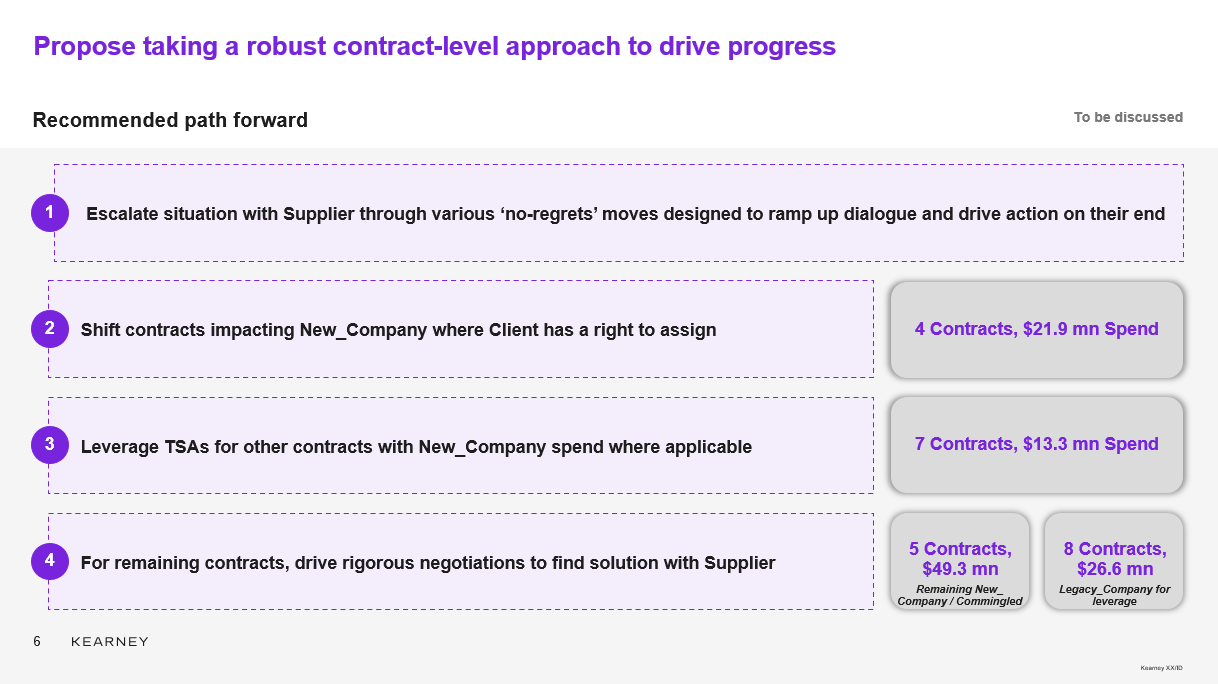 Propose taking a robust contract-level approach to drive progress
Recommended path forward
To be discussed
1
Escalate situation with Supplier through various ‘no-regrets’ moves designed to ramp up dialogue and drive action on their end
2
Shift contracts impacting New_Company where Client has a right to assign
4 Contracts, $21.9 mn Spend
3
Leverage TSAs for other contracts with New_Company spend where applicable
7 Contracts, $13.3 mn Spend
4
For remaining contracts, drive rigorous negotiations to find solution with Supplier
5 Contracts,
$49.3 mn
Remaining New_
Company / Commingled
8 Contracts,
$26.6 mn
Legacy_Company for
leverage
6
KEARNEY
Kearney XX/ID